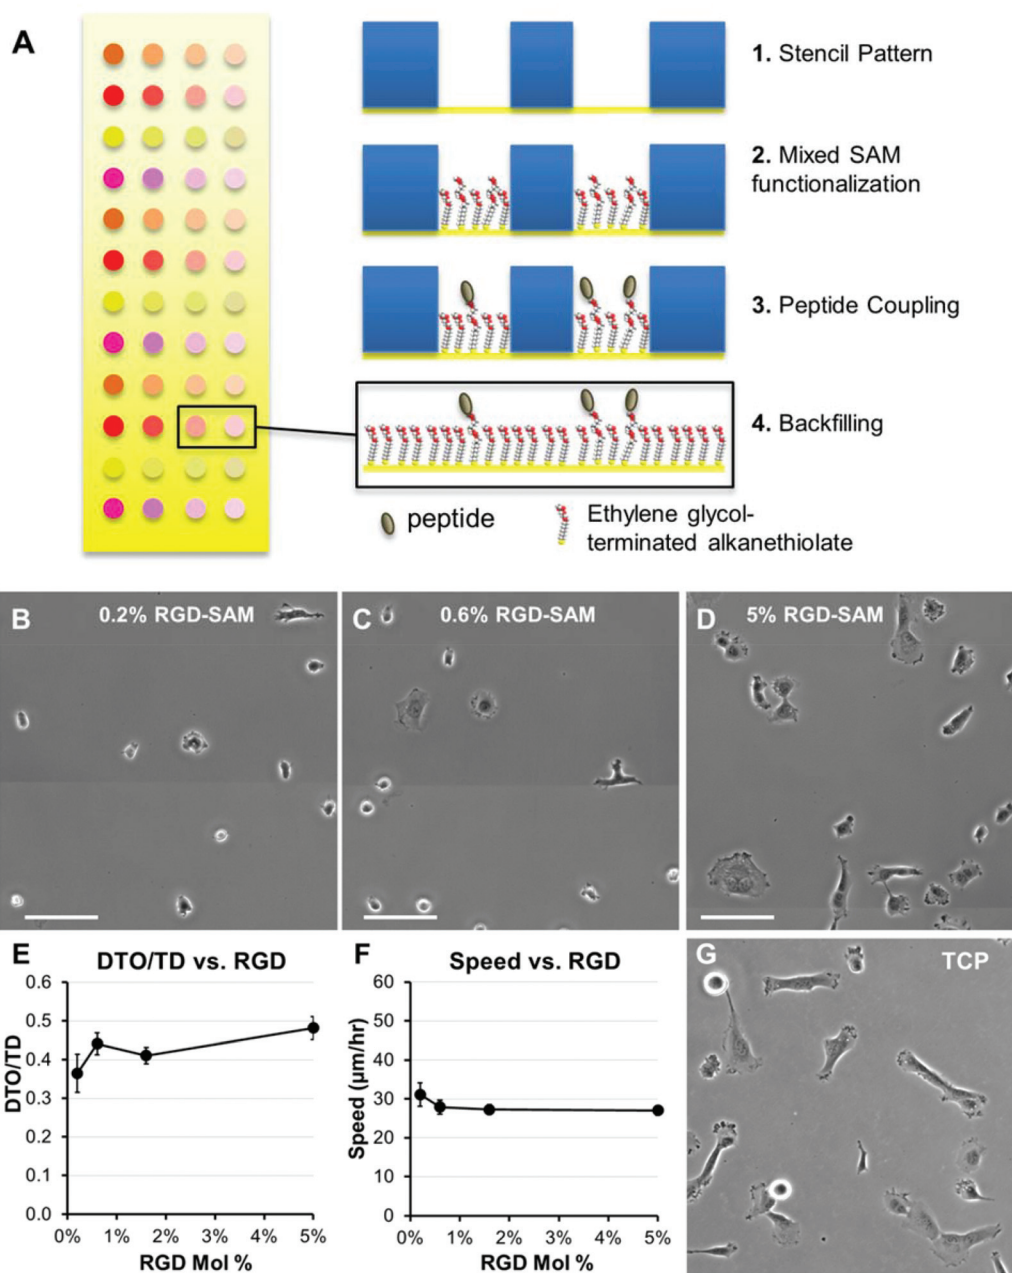 A
1. Stencil Pattern
2. Mixed SAM
functionalization
3. Peptide Coupling
4. Backfilling
peptide
Ethylene glycol-
terminated alkanethiolate
B
0.2% RGD-SAM
C
0.6% RGD-SAM
D
5% RGD-SAM
E
DTO/TD vs. RGD
DTO/TD
0.6
0.5
0.4
0.3
0.2
0.1
0.0
0%
1%
2%
3%
4%
5%
RGD Mol %
F
Speed vs. RGD
Speed (μm/hr)
60
50
40
30
20
10
0
0%
1%
2%
3%
4%
5%
RGD Mol %
G
TCP